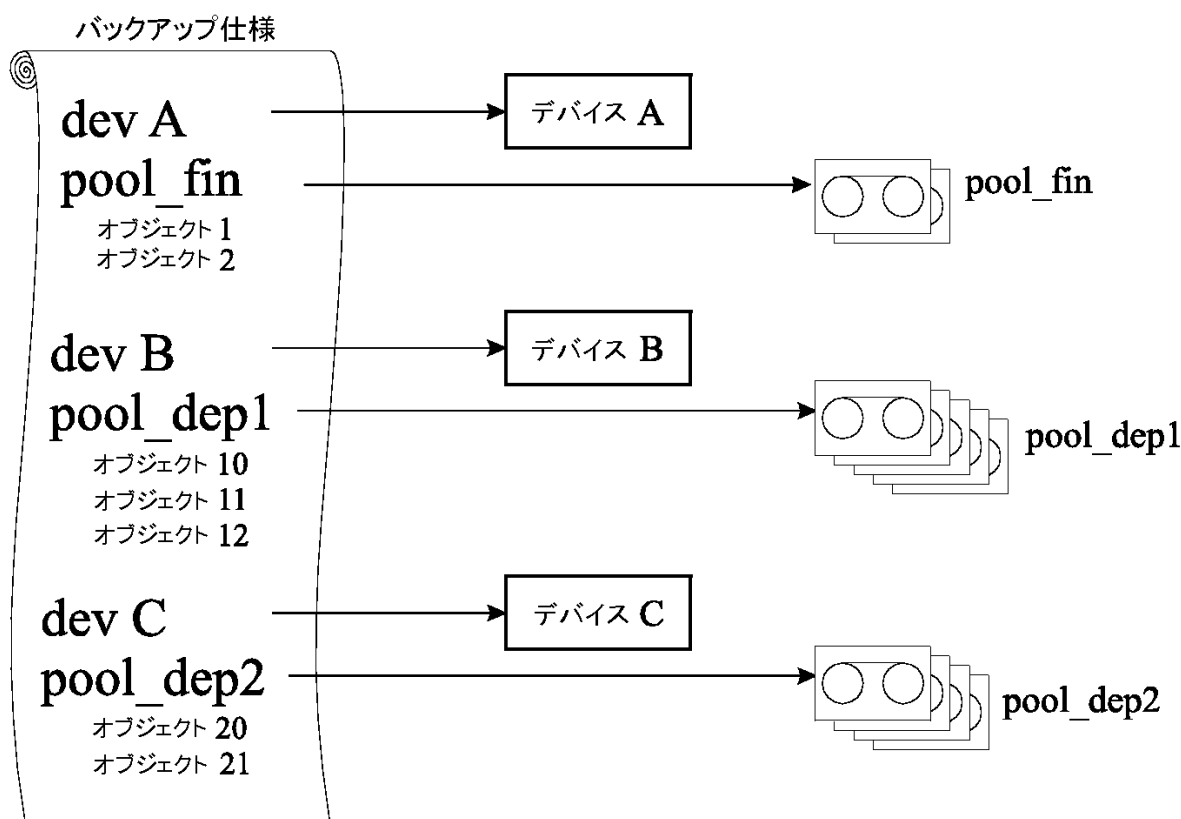 バックアップ仕様
dev A
デバイス A
pool_fin
pool_fin
オブジェクト 1
オブジェクト 2
dev B
デバイス B
pool_dep1
pool_dep1
オブジェクト 10
オブジェクト 11
オブジェクト 12
dev C
デバイス C
pool_dep2
pool_dep2
オブジェクト 20
オブジェクト 21